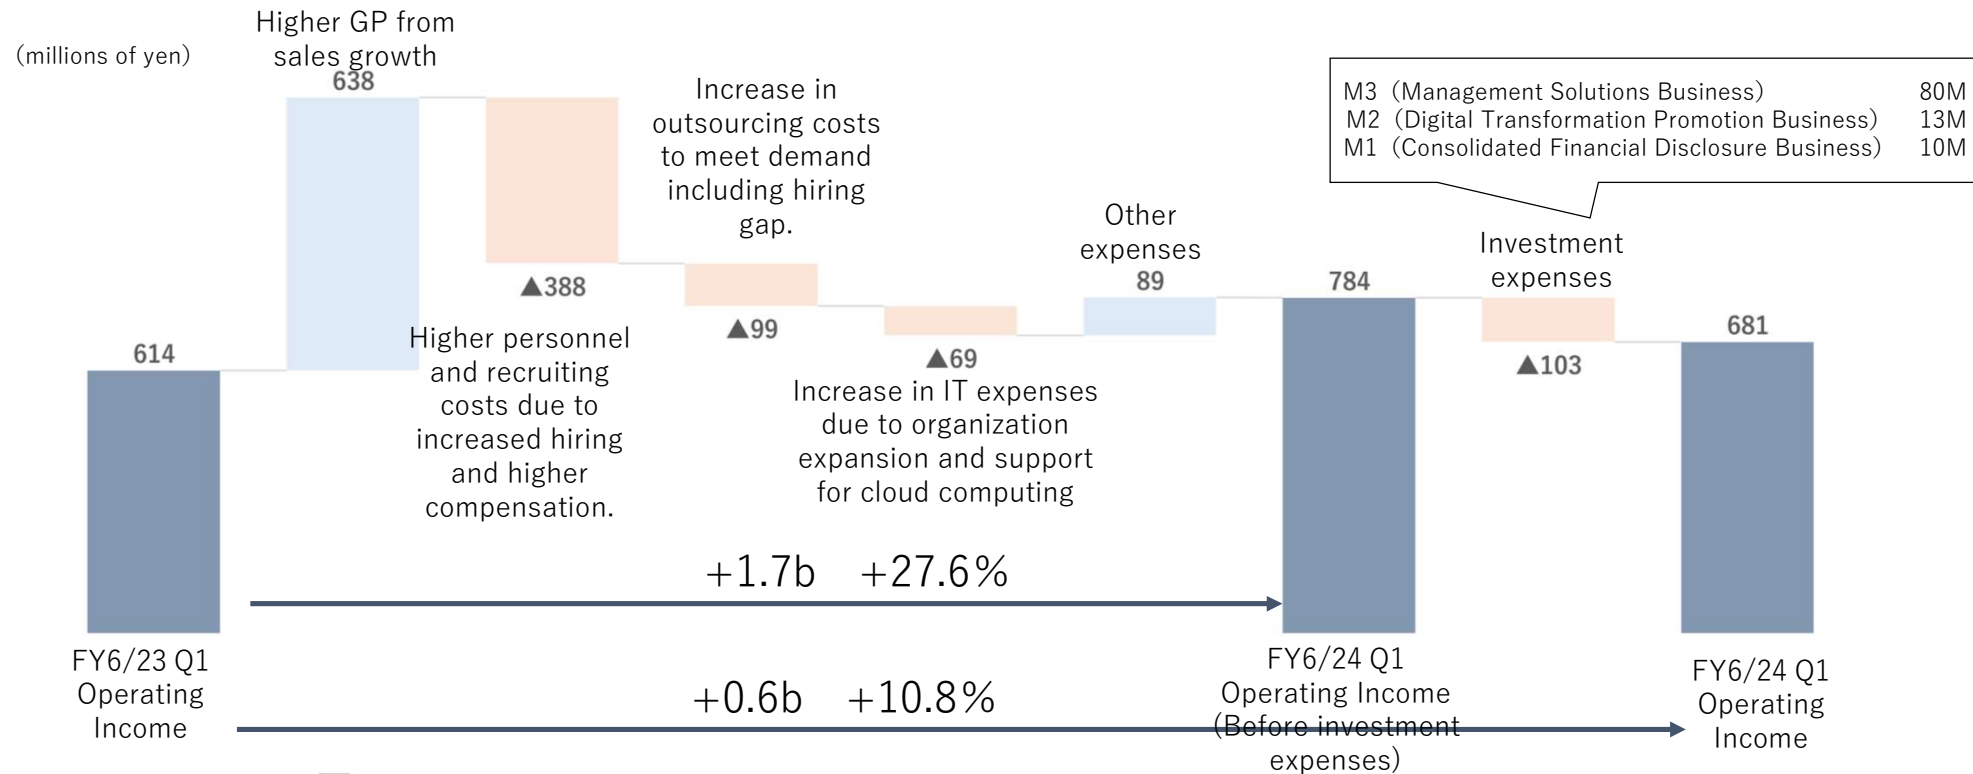 (millions of yen)
Higher GP from
sales growth
638
▲388
Higher personnel
and recruiting
costs due to
increased hiring
and higher
compensation.
Increase in
outsourcing costs
to meet demand
including hiring
gap.
▲99
▲69
Increase in IT expenses
due to organization
expansion and support
for cloud computing
Other
expenses
89
784
M3 (Management Solutions Business) 80M
M2 (Digital Transformation Promotion Business) 13M
M1 (Consolidated Financial Disclosure Business) 10M
Investment
expenses
▲103
681
614
+1.7b +27.6%
+0.6b +10.8%
FY6/23 Q1
Operating
Income
FY6/24 Q1
Operating Income
(Before investment
expenses)
FY6/24 Q1
Operating
Income